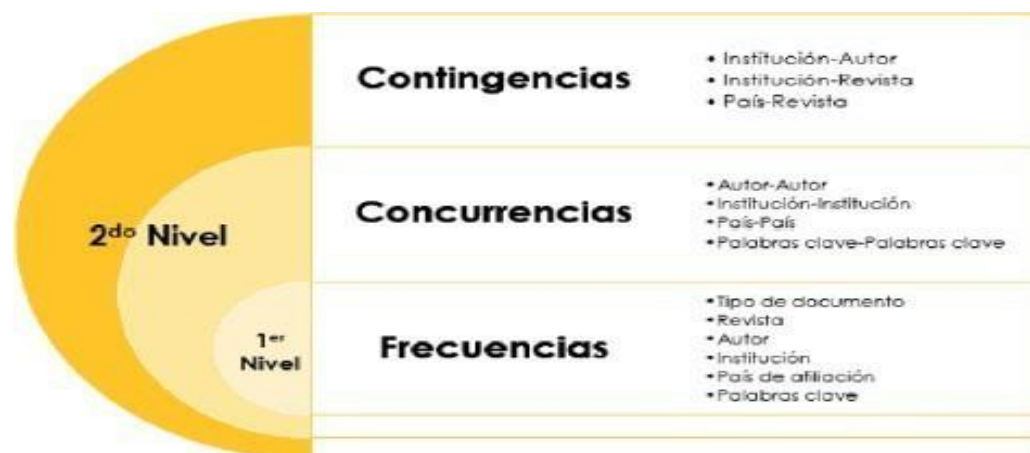 Contingencias
• Institución-Autor
• Institución-Revista
• País-Revista
2do Nivel
Concurrencias
• Autor-Autor
• Institución-Institución
• País-País
• Palabras clave-Palabras clave
1er
Nivel
Frecuencias
• Tipo de documento
• Revista
• Autor
• Institución
• País de afiliación
• Palabras clave